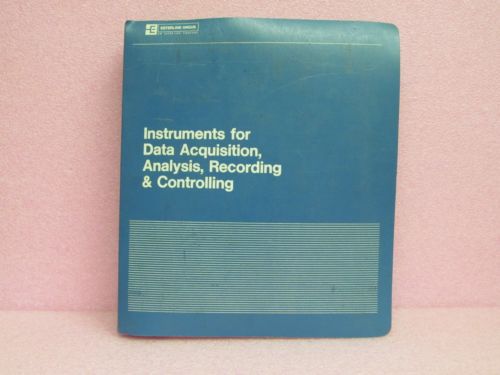 ESTERLINE ANGUS
Instruments for
Data Acquisition,
Analysis, Recording
& Controlling